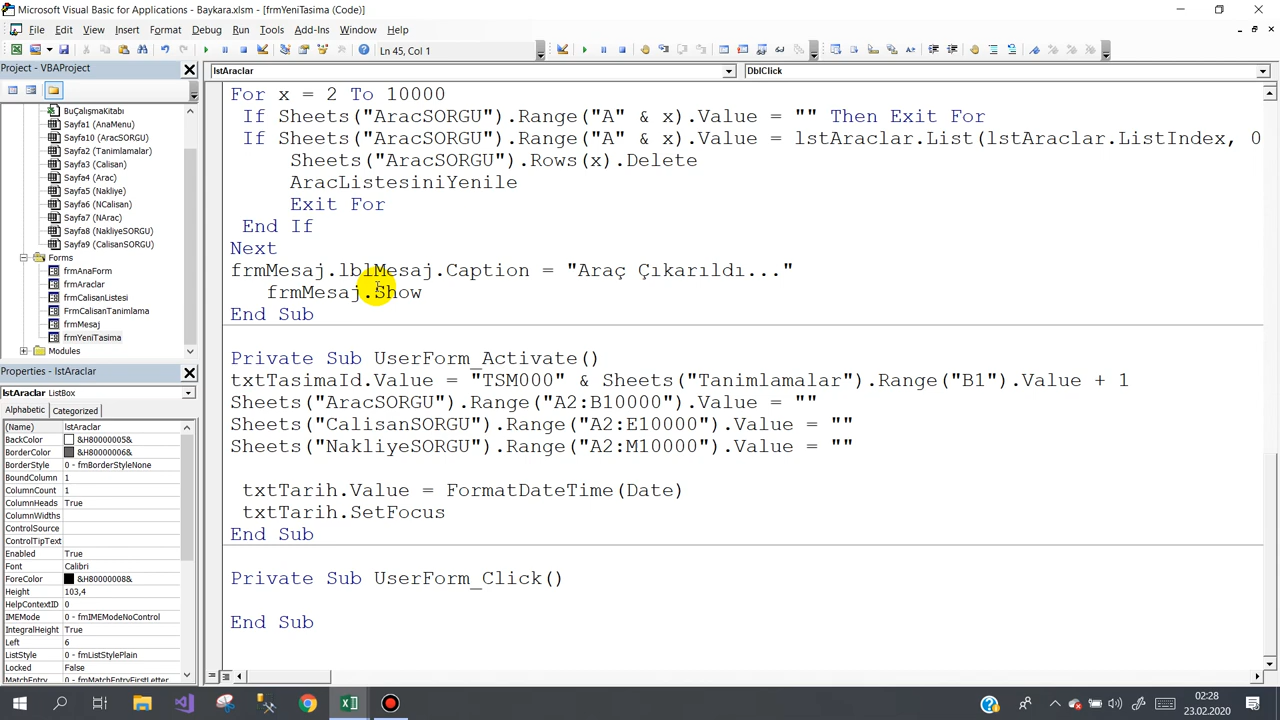 Microsoft Visual Basic for Applications - Baykara.xlsm - [frmYeniTasima (Code)]
File Edit View Insert Format Debug Run Tools Add-Ins Window Help
Ln 45, Col 1
Project - VBAProject
BuÇalışmaKitabı
Sayfa1 (AnaMenu)
Sayfa10 (AraçSORGU)
Sayfa2 (Tanimlamalar)
Sayfa3 (Calisan)
Sayfa4 (Arac)
Sayfa5 (Nakliye)
Sayfa6 (NCalisan)
Sayfa7 (NArac)
Sayfa8 (NakliyeSORGU)
Sayfa9 (CalisanSORGU)
Forms
frmAnaForm
frmAraclar
frmCalisanListesi
FrmCalisanTanimlama
frmMesaj
frmYeniTasima
Modules
Properties - lstAraclar
lstAraclar ListBox
Alphabetic Categorized
(Name) lstAraclar
BackColor &H80000005&
BorderColor &H80000006&
BorderStyle 0 - fmBorderStyleNone
BoundColumn 1
ColumnCount 1
ColumnHeads True
ColumnWidths
ControlSource
ControlTipText
Enabled True
Font Calibri
ForeColor &H80000008&
Height 103,4
HelpContextID 0
IMEMode 0 - fmIMEModeNoControl
IntegralHeight True
Left 6
ListStyle 0 - fmListStylePlain
Locked False
MatchEntry 0 - fmMatchEntryFirstLetter
lstAraclar DblClick
For x = 2 To 10000
If Sheets("AracSORGU").Range("A" & x).Value = "" Then Exit For
If Sheets("AracSORGU").Range("A" & x).Value = lstAraclar.List(lstAraclar.ListIndex, 0
Sheets("AracSORGU").Rows(x).Delete
AracListesiniYenile
Exit For
End If
Next
frmMesaj.lblMesaj.Caption = "Araç Çıkarıldı..."
frmMesaj.Show
End Sub
Private Sub UserForm_Activate()
txtTasimaId.Value = "TSM000" & Sheets("Tanimlamalar").Range("B1").Value + 1
Sheets("AracSORGU").Range("A2:B10000").Value = ""
Sheets("CalisanSORGU").Range("A2:E10000").Value = ""
Sheets("NakliyeSORGU").Range("A2:M10000").Value = ""
txtTarih.Value = FormatDateTime(Date)
txtTarih.SetFocus
End Sub
Private Sub UserForm_Click()
End Sub
02:28
23.02.2020